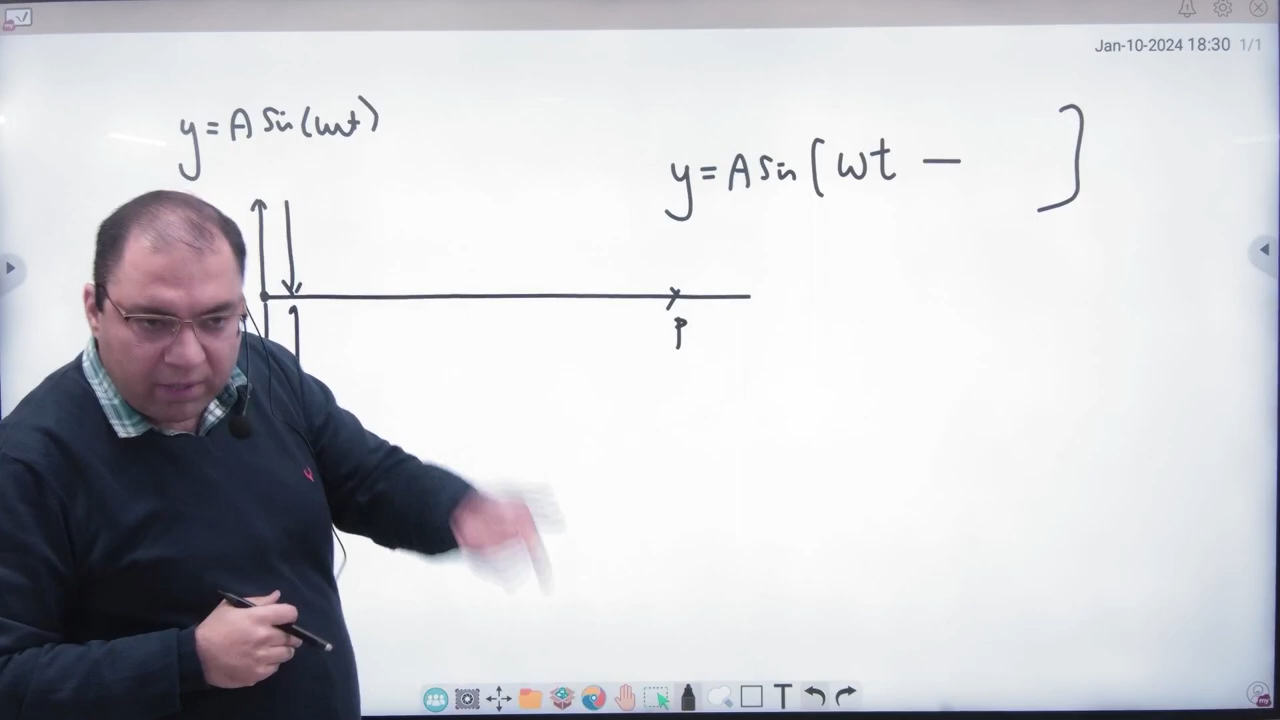 Jan-10-2024 18:30 1/1
y = A Sin(ωt)
y = A Sin [ωt — ]
P
T